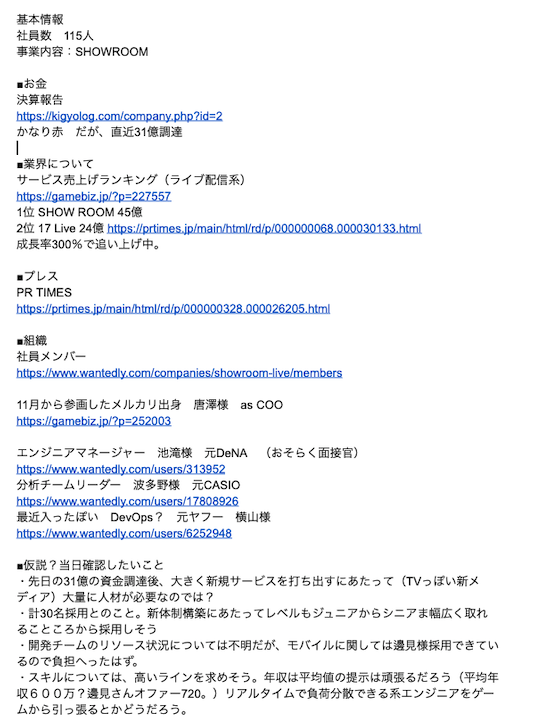 基本情報
社員数　115人
事業内容：SHOWROOM
■お金
決算報告
https://kigyolog.com/company.php?id=2
かなり赤　だが、直近31億調達
■業界について
サービス売上げランキング（ライブ配信系）
https://gamebiz.jp/?p=227557
1位 SHOW ROOM 45億
2位 17 Live 24億 https://prtimes.jp/main/html/rd/p/000000068.000030133.html
成長率300％で追い上げ中。
■プレス
PR TIMES
https://prtimes.jp/main/html/rd/p/000000328.000026205.html
■組織
社員メンバー
https://www.wantedly.com/companies/showroom-live/members
11月から参画したメルカリ出身　唐澤様　as COO
https://gamebiz.jp/?p=252003
エンジニアマネージャー　池滝様　元DeNA　（おそらく面接官）
https://www.wantedly.com/users/313952
分析チームリーダー　波多野様　元CASIO
https://www.wantedly.com/users/17808926
最近入ったぽい　DevOps？　元ヤフー　横山様
https://www.wantedly.com/users/6252948
■仮説？当日確認したいこと
・先日の31億の資金調達後、大きく新規サービスを打ち出すにあたって（TVっぽい新メ
ディア）大量に人材が必要なのでは？
・計30名採用とのこと。新体制構築にあたってレベルもジュニアからシニアま幅広く取れ
ることころから採用しそう
・開発チームのリソース状況については不明だが、モバイルに関しては邊見様採用できてい
るので負担へったはず。
・スキルについては、高いラインを求めそう。年収は平均値の提示は頑張るだろう（平均年
収６００万？邊見さんオファー720。）リアルタイムで負荷分散できる系エンジニアをゲー
ムから引っ張るとかどうだろう。